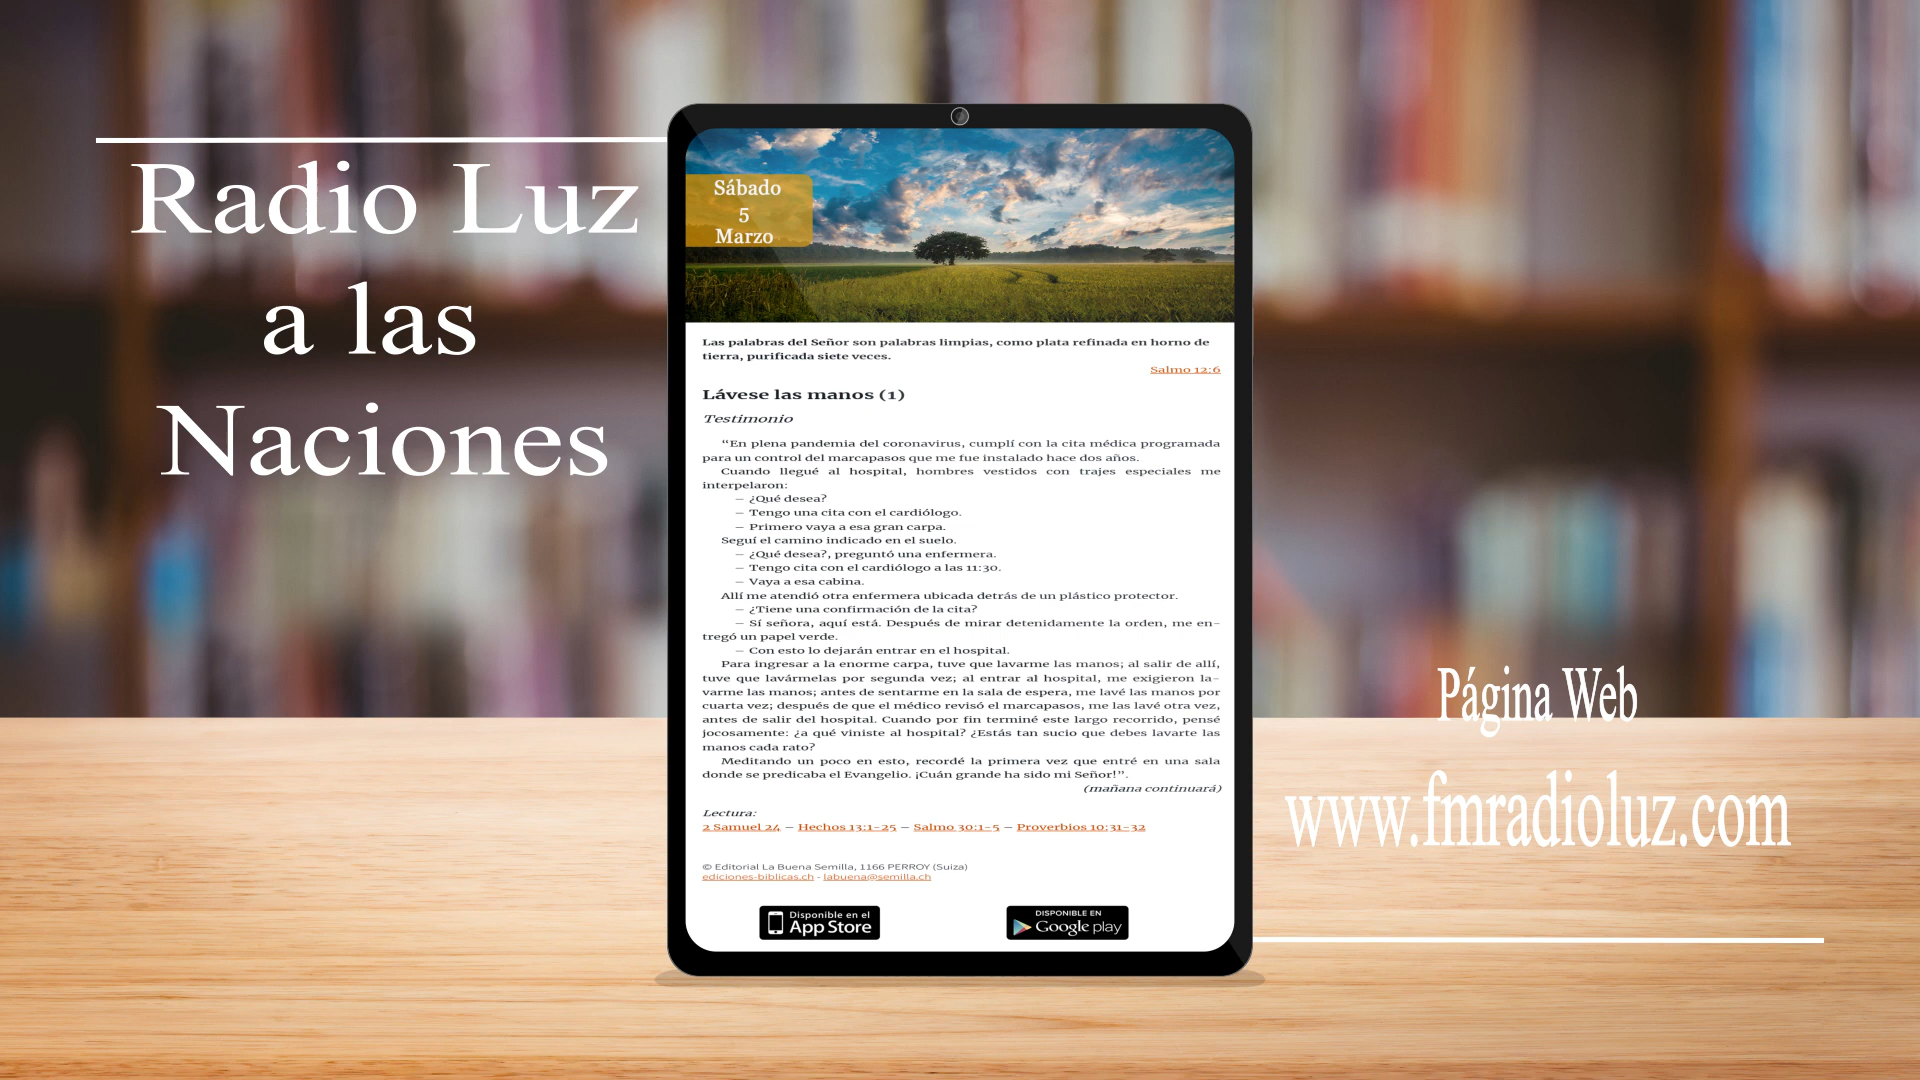 Radio Luz
a las
Naciones
Sábado
5
Marzo
Las palabras del Señor son palabras limpias, como plata refinada en horno de
tierra, purificada siete veces.
Salmo 12:6
Lávese las manos (1)
Testimonio
“En plena pandemia del coronavirus, cumplí con la cita médica programada
para un control del marcapasos que me fue instalado hace dos años.
Cuando llegué al hospital, hombres vestidos con trajes especiales me
interpelaron:
– ¿Qué desea?
– Tengo una cita con el cardiólogo.
– Primero vaya a esa gran carpa.
Seguí el camino indicado en el suelo.
– ¿Qué desea?, preguntó una enfermera.
– Tengo cita con el cardiólogo a las 11:30.
– Vaya a esa cabina.
Allí me atendió otra enfermera ubicada detrás de un plástico protector.
– ¿Tiene una confirmación de la cita?
– Sí señora, aquí está. Después de mirar detenidamente la orden, me en-
tregó un papel verde.
– Con esto lo dejarán entrar en el hospital.
Para ingresar a la enorme carpa, tuve que lavarme las manos; al salir de allí,
tuve que lavármelas por segunda vez; al entrar al hospital, me exigieron la-
varme las manos; antes de sentarme en la sala de espera, me lavé las manos por
cuarta vez; después de que el médico revisó el marcapasos, me las lavé otra vez,
antes de salir del hospital. Cuando por fin terminé este largo recorrido, pensé
jocosamente: ¿a qué viniste al hospital? ¿Estás tan sucio que debes lavarte las
manos cada rato?
Meditando un poco en esto, recordé la primera vez que entré en una sala
donde se predicaba el Evangelio. ¡Cuán grande ha sido mi Señor!”.
(mañana continuará)
Lectura:
2 Samuel 24 – Hechos 13:1-25 – Salmo 30:1-5 – Proverbios 10:31-32
© Editorial La Buena Semilla, 1166 PERROY (Suiza)
ediciones-biblicas.ch - labuena@semilla.ch
Disponible en el
App Store
DISPONIBLE EN
Google play
Página Web
www.fmradioluz.com